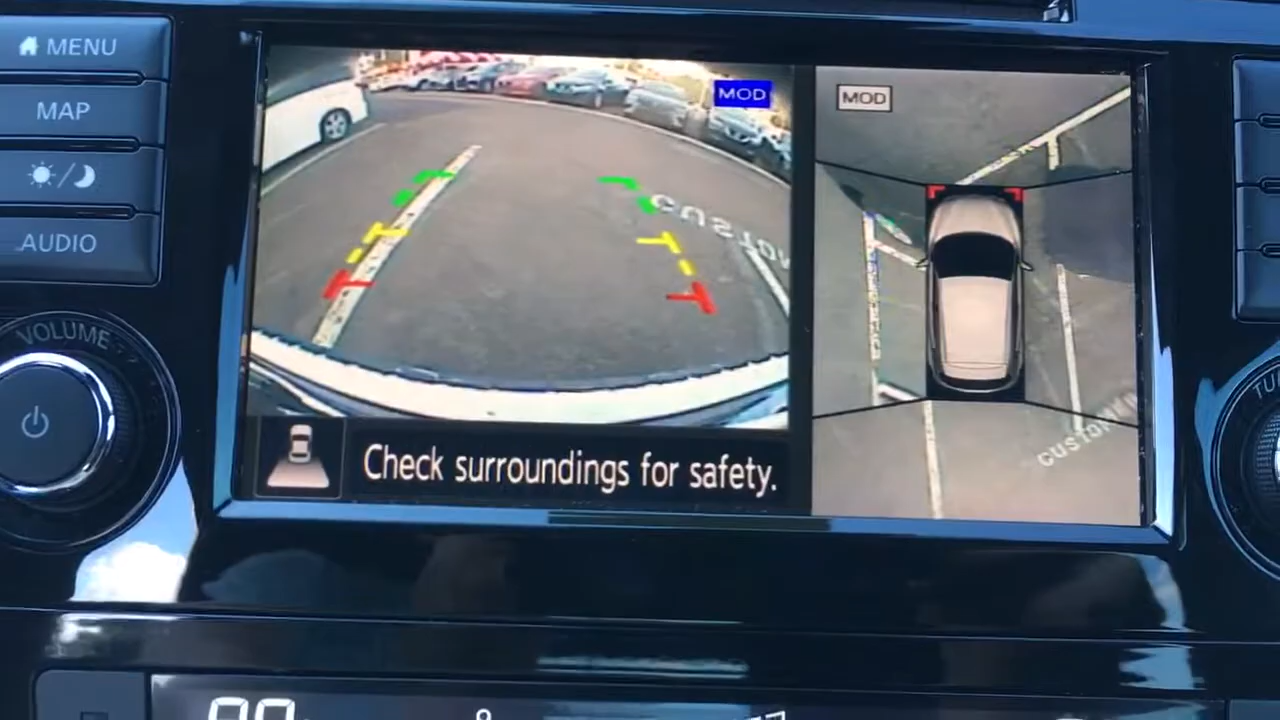 MENU
MAP
AUDIO
VOLUME
MOD
MOD
Check surroundings for safety.